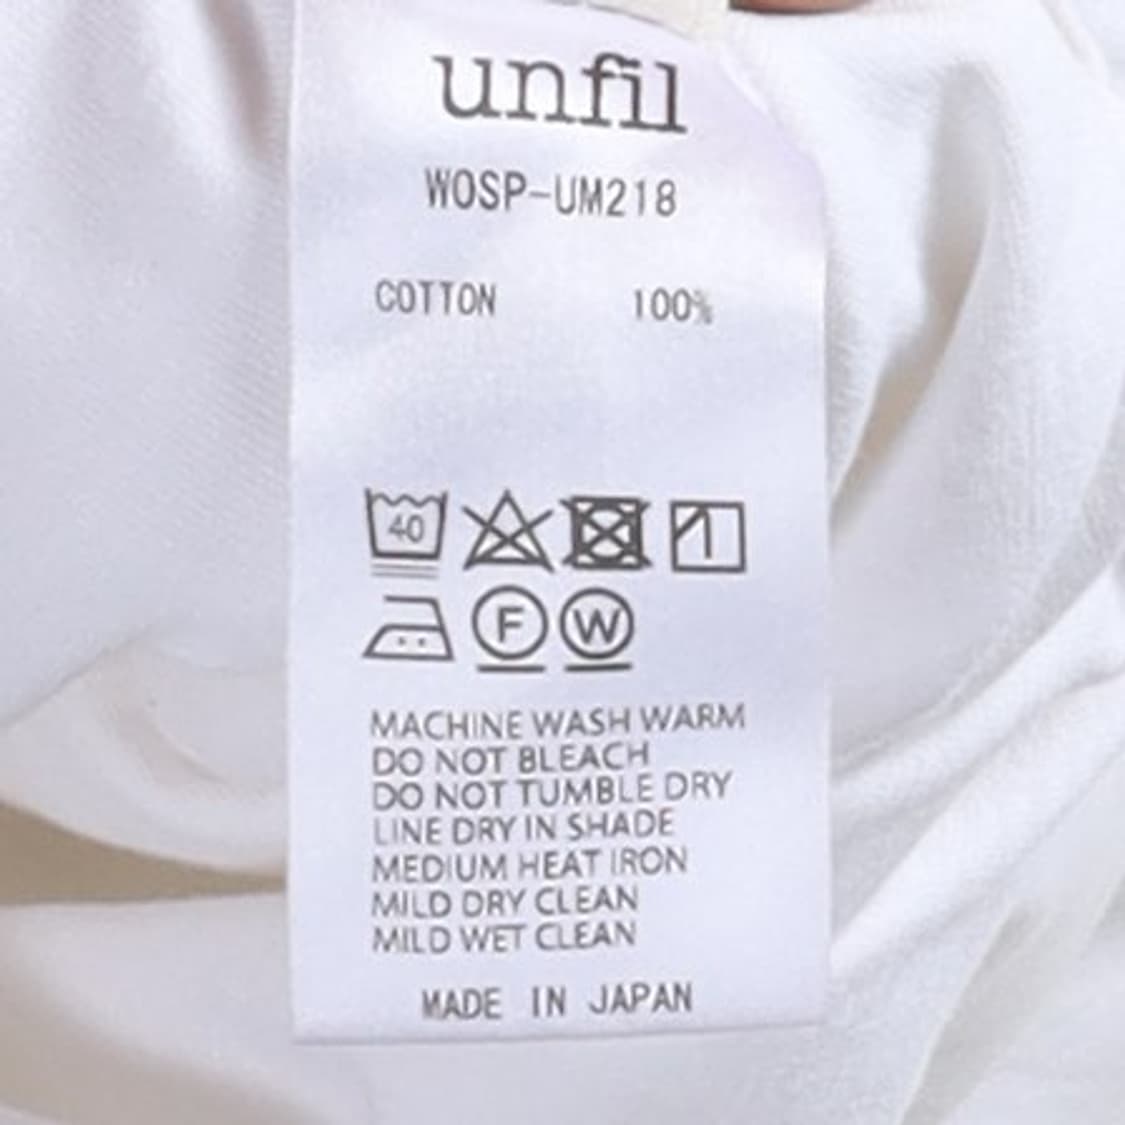 unfil
WOSP-UM218
COTTON 100%
40
F W
MACHINE WASH WARM
DO NOT BLEACH
DO NOT TUMBLE DRY
LINE DRY IN SHADE
MEDIUM HEAT IRON
MILD DRY CLEAN
MILD WET CLEAN
MADE IN JAPAN